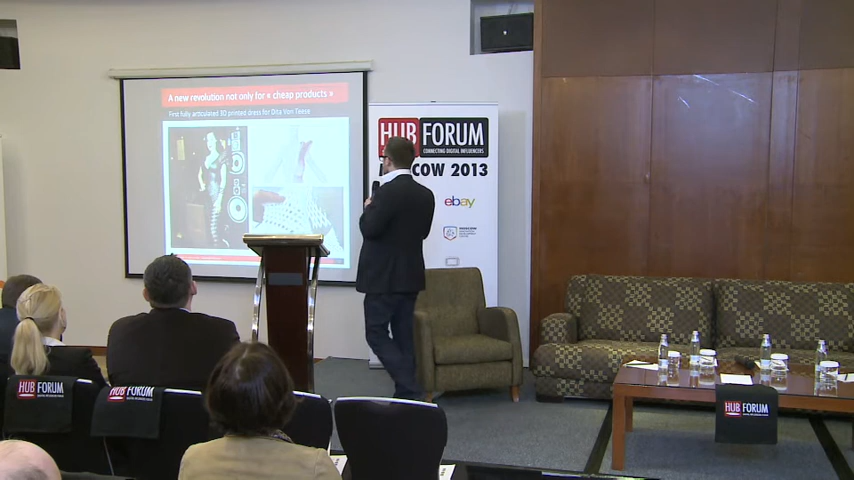 A new revolution not only for « cheap products »
First fully articulated 3D printed dress for Dita Von Teese
HUB FORUM
CONNECTING DIGITAL INFLUENCERS
COW 2013
ebay
HUB FORUM
HUB FORUM
HUB FORUM